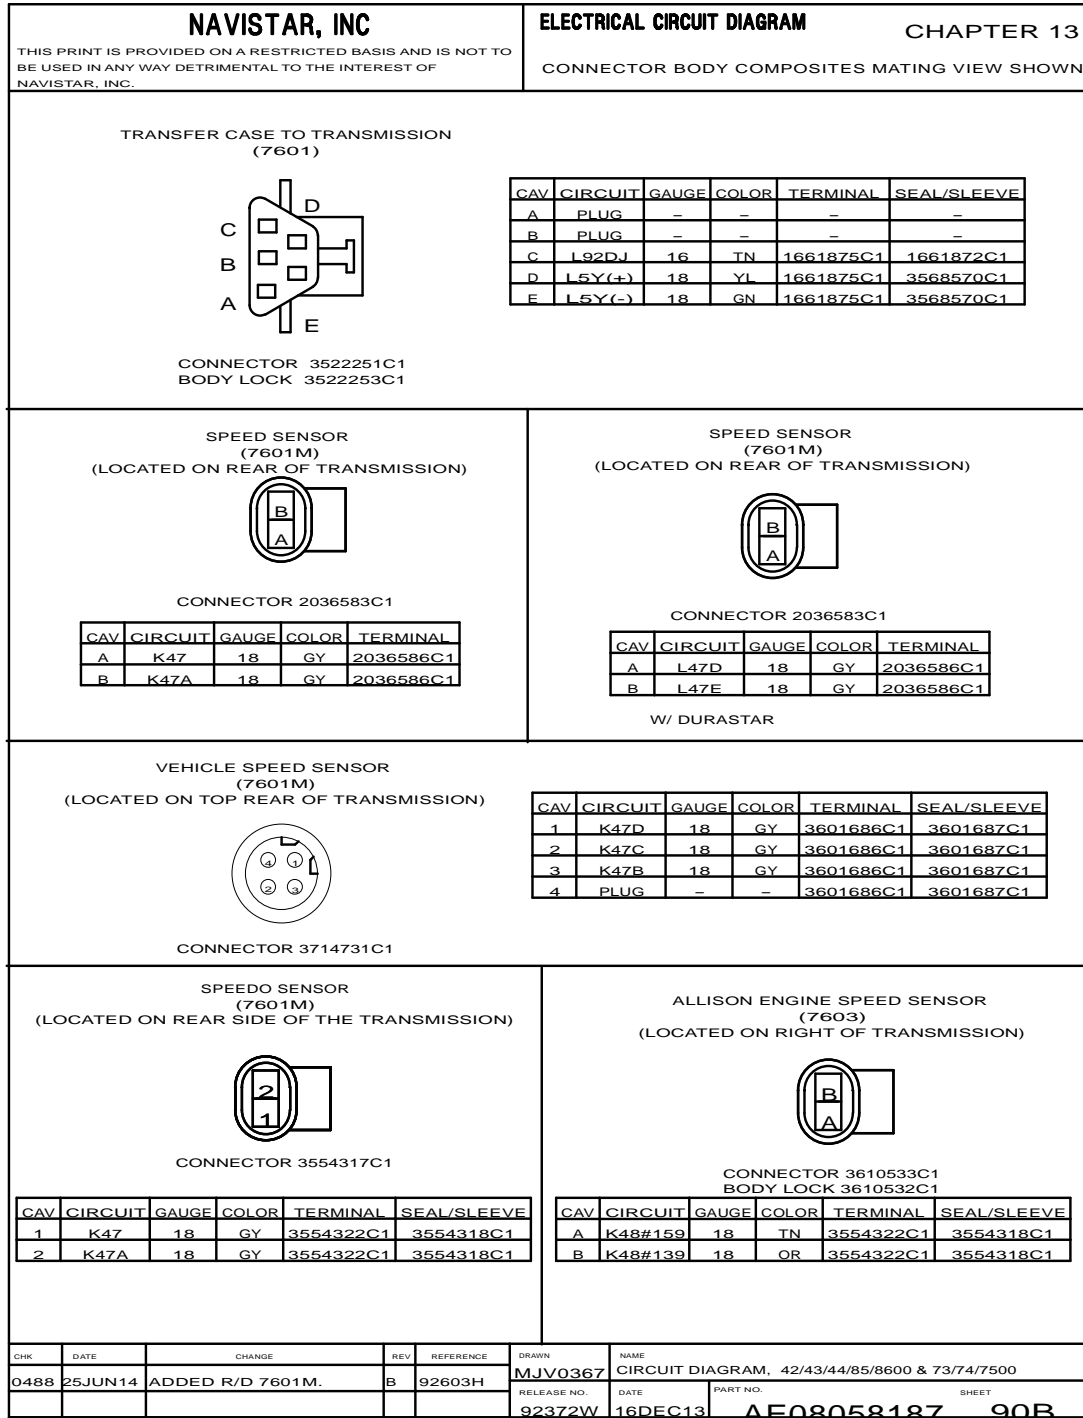 NAVISTAR, INC
THIS PRINT IS PROVIDED ON A RESTRICTED BASIS AND IS NOT TO
BE USED IN ANY WAY DETRIMENTAL TO THE INTEREST OF
NAVISTAR, INC.
ELECTRICAL CIRCUIT DIAGRAM
CHAPTER 13
CONNECTOR BODY COMPOSITES MATING VIEW SHOWN
TRANSFER CASE TO TRANSMISSION
(7601)
D
C
B
A
E
CONNECTOR 3522251C1
BODY LOCK 3522253C1
CAV CIRCUIT GAUGE COLOR TERMINAL SEAL/SLEEVE
A PLUG – – – –
B PLUG – – – –
C L92DJ 16 TN 1661875C1 1661872C1
D L5Y(+) 18 YL 1661875C1 3568570C1
E L5Y(-) 18 GN 1661875C1 3568570C1
SPEED SENSOR
(7601M)
(LOCATED ON REAR OF TRANSMISSION)
B
A
CONNECTOR 2036583C1
CAV CIRCUIT GAUGE COLOR TERMINAL
A K47 18 GY 2036586C1
B K47A 18 GY 2036586C1
SPEED SENSOR
(7601M)
(LOCATED ON REAR OF TRANSMISSION)
B
A
CONNECTOR 2036583C1
CAV CIRCUIT GAUGE COLOR TERMINAL
A L47D 18 GY 2036586C1
B L47E 18 GY 2036586C1
W/ DURASTAR
VEHICLE SPEED SENSOR
(7601M)
(LOCATED ON TOP REAR OF TRANSMISSION)
4 1
2 3
CONNECTOR 3714731C1
CAV CIRCUIT GAUGE COLOR TERMINAL SEAL/SLEEVE
1 K47D 18 GY 3601686C1 3601687C1
2 K47C 18 GY 3601686C1 3601687C1
3 K47B 18 GY 3601686C1 3601687C1
4 PLUG – – 3601686C1 3601687C1
SPEEDO SENSOR
(7601M)
(LOCATED ON REAR SIDE OF THE TRANSMISSION)
2
1
CONNECTOR 3554317C1
CAV CIRCUIT GAUGE COLOR TERMINAL SEAL/SLEEVE
1 K47 18 GY 3554322C1 3554318C1
2 K47A 18 GY 3554322C1 3554318C1
ALLISON ENGINE SPEED SENSOR
(7603)
(LOCATED ON RIGHT OF TRANSMISSION)
B
A
CONNECTOR 3610533C1
BODY LOCK 3610532C1
CAV CIRCUIT GAUGE COLOR TERMINAL SEAL/SLEEVE
A K48#159 18 TN 3554322C1 3554318C1
B K48#139 18 OR 3554322C1 3554318C1
CHK DATE CHANGE REV REFERENCE
0488 25JUN14 ADDED R/D 7601M. B 92603H
DRAWN NAME
MJV0367 CIRCUIT DIAGRAM, 42/43/44/85/8600 & 73/74/7500
RELEASE NO. DATE PART NO. SHEET
92372W 16DEC13 AF08058187 90B